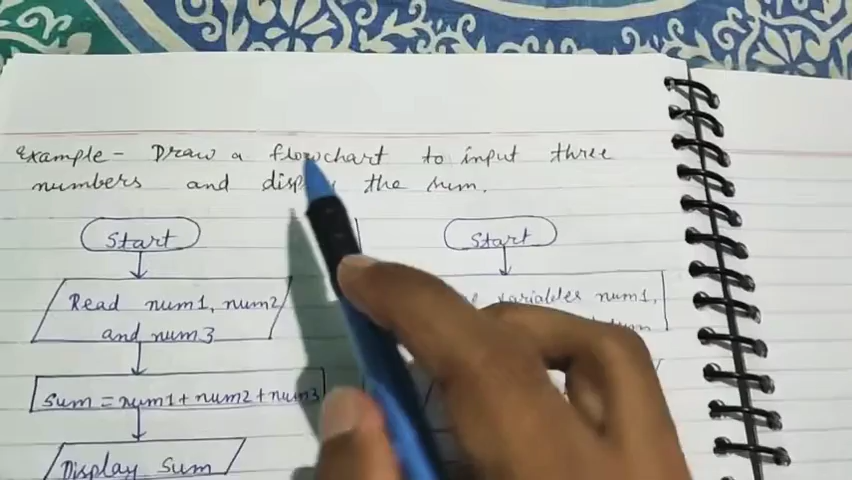 Example- Draw a flowchart to input three
numbers and display the sum.
Start
Read num1, num2
and num3
sum = num1 + num2 + num3
Display sum
Start
variables num1,